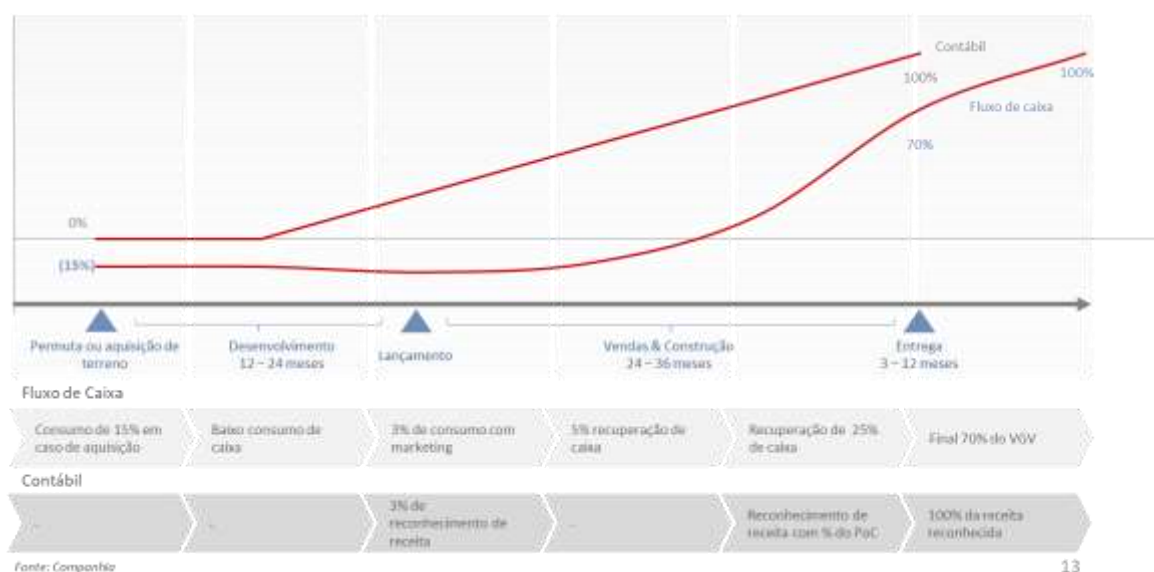 Contábil
100%
100%
Fluxo de caixa
70%
0%
(15%)
Permuta ou aquisição de
terreno
Desenvolvimento
12 – 24 meses
Lançamento
Vendas & Construção
24 – 36 meses
Entrega
3 – 12 meses
Fluxo de Caixa
Consumo de 15% em
caso de aquisição
Baixo consumo de
caixa
3% de consumo com
marketing
5% recuperação de
caixa
Recuperação de 25%
de caixa
Final 70% do VGV
Contábil
-
-
3% de
reconhecimento de
receita
-
Reconhecimento de
receita com % do PoC
100% da receita
reconhecida
Fonte: Companhia
13